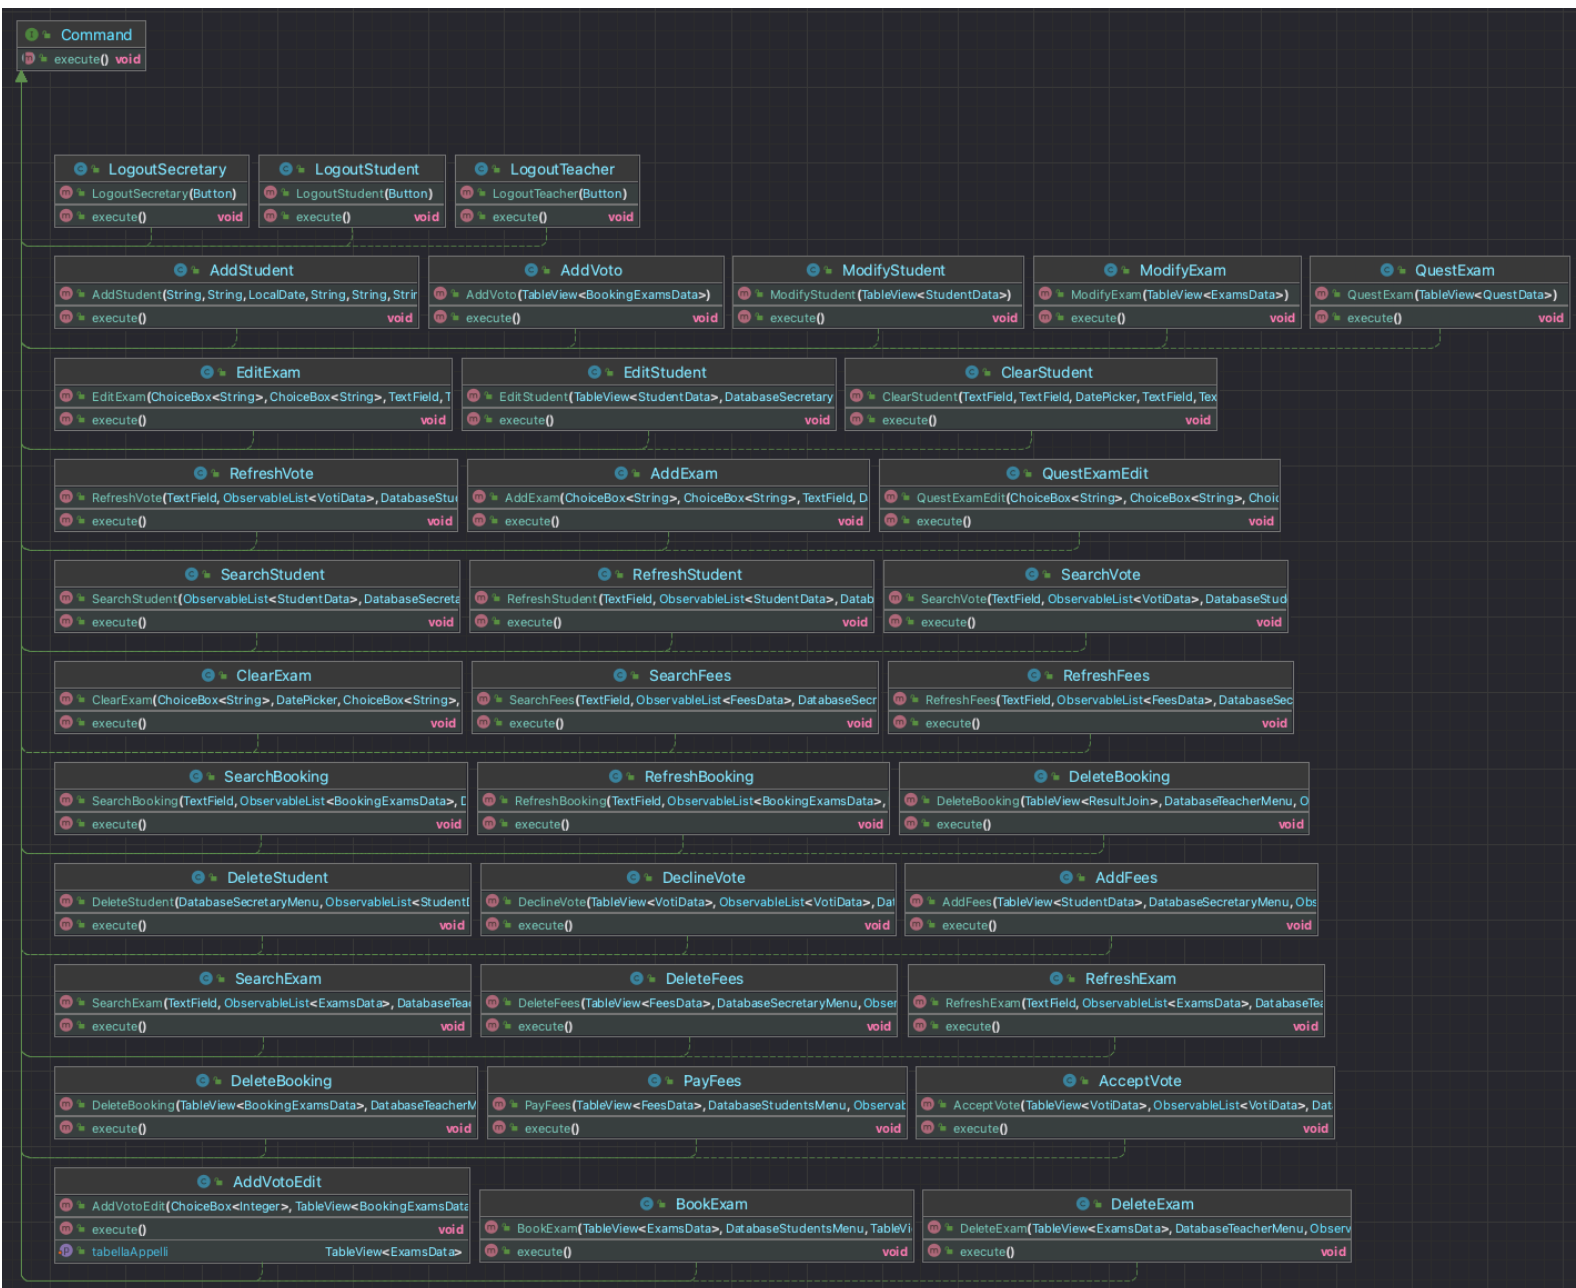 Command
execute() void
LogoutSecretary LogoutStudent LogoutTeacher
LogoutSecretary(Button) LogoutStudent(Button) LogoutTeacher(Button)
execute() void execute() void execute() void
AddStudent AddVoto ModifyStudent ModifyExam QuestExam
AddStudent(String, String, LocalDate, String, String, Strir AddVoto(TableView<BookingExamsData>) ModifyStudent(TableView<StudentData>) ModifyExam(TableView<ExamsData>) QuestExam(TableView<QuestData>)
execute() void execute() void execute() void execute() void execute() void
EditExam EditStudent ClearStudent
EditExam(ChoiceBox<String>, ChoiceBox<String>, TextField, T EditStudent(TableView<StudentData>, DatabaseSecretary ClearStudent(TextField, TextField, DatePicker, TextField, Tex
execute() void execute() void execute() void
RefreshVote AddExam QuestExamEdit
RefreshVote(TextField, ObservableList<VotiData>, DatabaseStu AddExam(ChoiceBox<String>, ChoiceBox<String>, TextField, D QuestExamEdit(ChoiceBox<String>, ChoiceBox<String>, Choic
execute() void execute() void execute() void
SearchStudent RefreshStudent SearchVote
SearchStudent(ObservableList<StudentData>, DatabaseSecreta RefreshStudent(TextField, ObservableList<StudentData>, Datab SearchVote(TextField, ObservableList<VotiData>, DatabaseStud
execute() void execute() void execute() void
ClearExam SearchFees RefreshFees
ClearExam(ChoiceBox<String>, DatePicker, ChoiceBox<String>, SearchFees(TextField, ObservableList<FeesData>, DatabaseSecr RefreshFees(TextField, ObservableList<FeesData>, DatabaseSec
execute() void execute() void execute() void
SearchBooking RefreshBooking DeleteBooking
SearchBooking(TextField, ObservableList<BookingExamsData>, D RefreshBooking(TextField, ObservableList<BookingExamsData>, DeleteBooking(TableView<ResultJoin>, DatabaseTeacherMenu, O
execute() void execute() void execute() void
DeleteStudent DeclineVote AddFees
DeleteStudent(DatabaseSecretaryMenu, ObservableList<StudentD DeclineVote(TableView<VotiData>, ObservableList<VotiData>, Dat AddFees(TableView<StudentData>, DatabaseSecretaryMenu, Obs
execute() void execute() void execute() void
SearchExam DeleteFees RefreshExam
SearchExam(TextField, ObservableList<ExamsData>, DatabaseTea DeleteFees(TableView<FeesData>, DatabaseSecretaryMenu, Obser RefreshExam(TextField, ObservableList<ExamsData>, DatabaseTea
execute() void execute() void execute() void
DeleteBooking PayFees AcceptVote
DeleteBooking(TableView<BookingExamsData>, DatabaseTeacherM PayFees(TableView<FeesData>, DatabaseStudentsMenu, Observab AcceptVote(TableView<VotiData>, ObservableList<VotiData>, Dat
execute() void execute() void execute() void
AddVotoEdit BookExam DeleteExam
AddVotoEdit(ChoiceBox<Integer>, TableView<BookingExamsData BookExam(TableView<ExamsData>, DatabaseStudentsMenu, TableVi DeleteExam(TableView<ExamsData>, DatabaseTeacherMenu, Observ
execute() void execute() void execute() void
tabellaAppelli TableView<ExamsData>